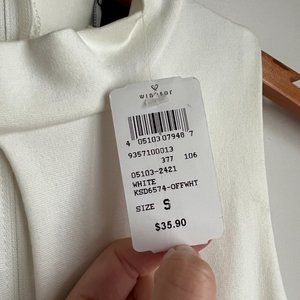 WINDSOR
4 05103 07948 7
9357100013
377 106
05103-2421
WHITE
KSD6574-OFFWHT
SIZE S
$35.90